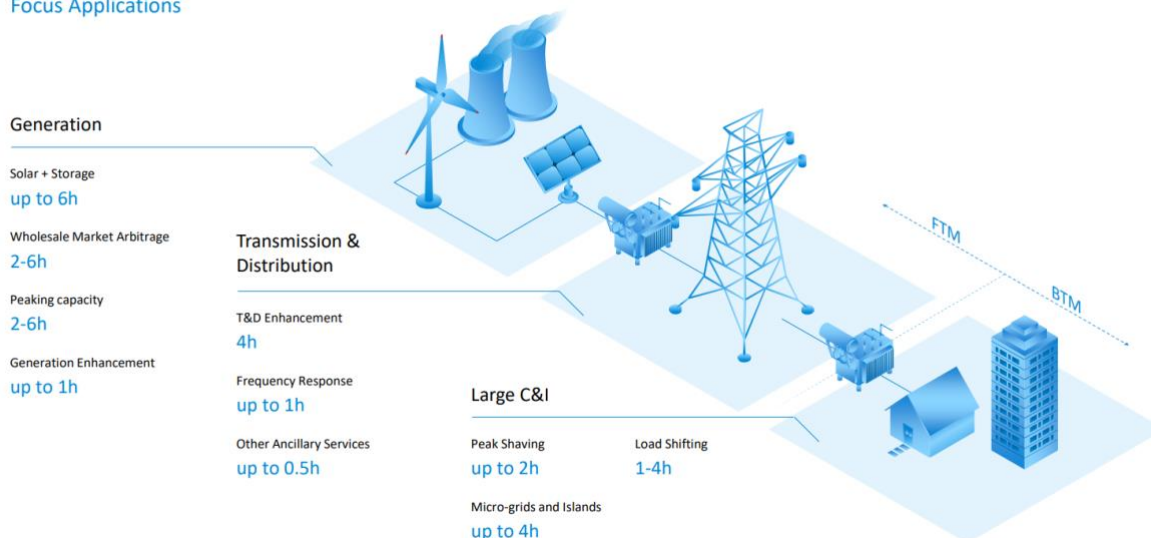 Focus Applications
Generation
Solar + Storage
up to 6h
Wholesale Market Arbitrage
2-6h
Peaking capacity
2-6h
Generation Enhancement
up to 1h
Transmission &
Distribution
T&D Enhancement
4h
Frequency Response
up to 1h
Other Ancillary Services
up to 0.5h
Large C&I
Peak Shaving
up to 2h
Load Shifting
1-4h
Micro-grids and Islands
up to 4h
FTM
BTM